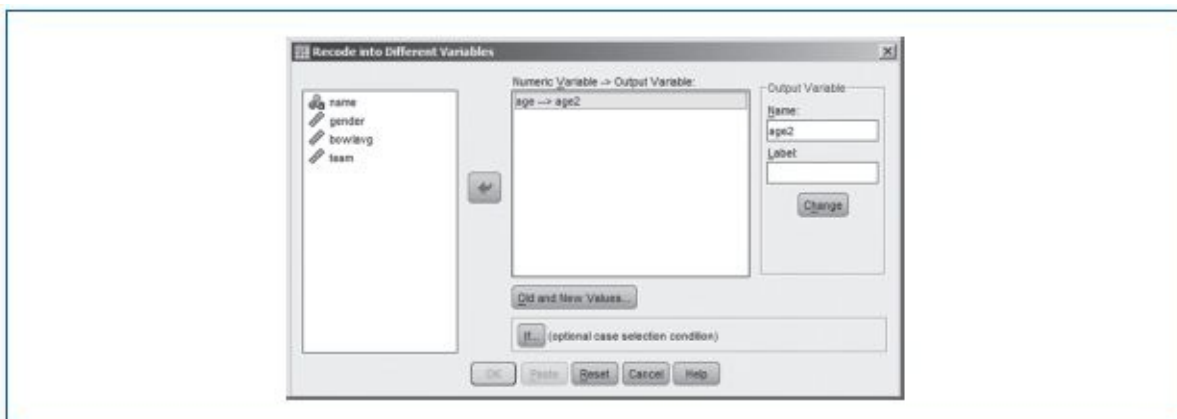 Recode into Different Variables
name
gender
bowlavg
team
Numeric Variable -> Output Variable:
age --> age2
Output Variable
Name:
age2
Label:
Change
Old and New Values...
If... (optional case selection condition)
OK Paste Reset Cancel Help